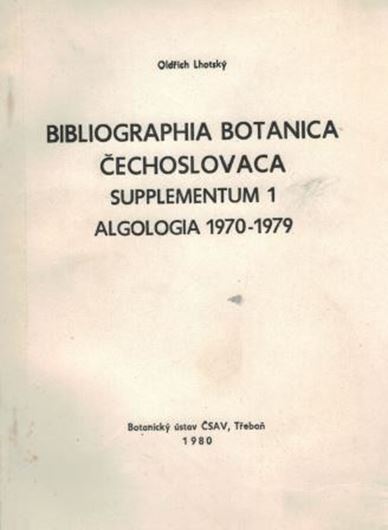 Oldřich Lhotský
BIBLIOGRAPHIA BOTANICA
ČECHOSLOVACA
SUPPLEMENTUM 1
ALGOLOGIA 1970-1979
Botanický ústav ČSAV, Třeboň
1980